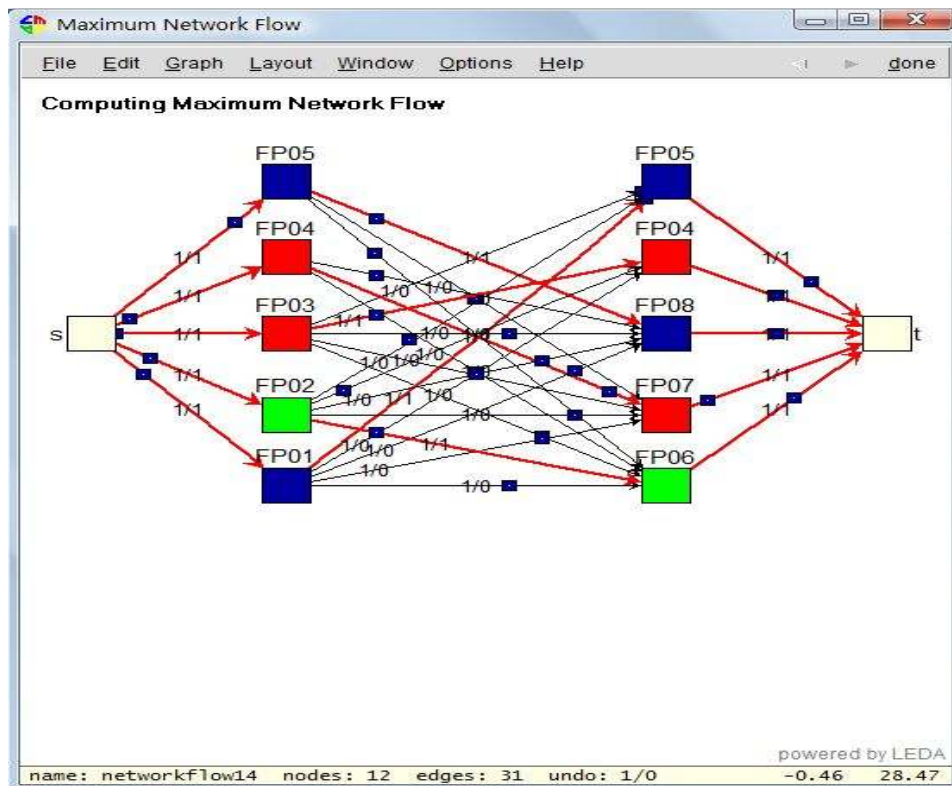 Maximum Network Flow
File Edit Graph Layout Window Options Help done
Computing Maximum Network Flow
FP05 FP05
1/1 1/1 1/1
FP04 FP04
1/1 1/0 1/0
FP03 FP03
s 1/1 1/1 1/0 t
1/0 1/0 1/0
1/1 1/1
FP02 FP07
1/0 1/1 1/0
1/1 1/0 1/1
FP01 1/0 1/0 1/1 FP06
1/0 1/0
FP08
powered by LEDA
name: networkflow14 nodes: 12 edges: 31 undo: 1/0 -0.46 28.47